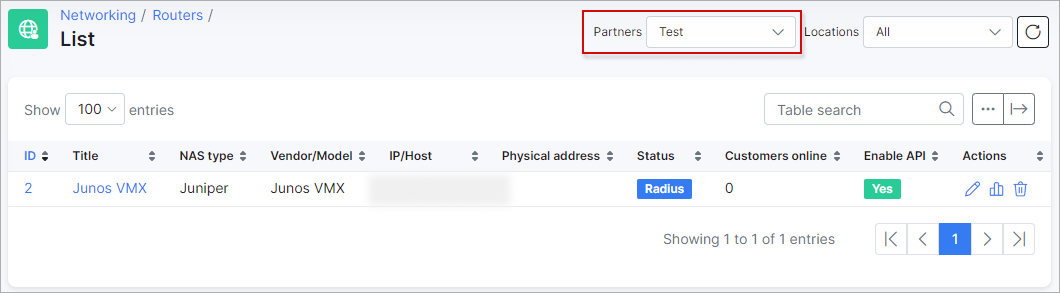 Networking / Routers /
List
Partners Test Locations All
Show 100 entries
Table search
ID Title NAS type Vendor/Model IP/Host Physical address Status Customers online Enable API Actions
2 Junos VMX Juniper Junos VMX Radius 0 Yes
Showing 1 to 1 of 1 entries
1